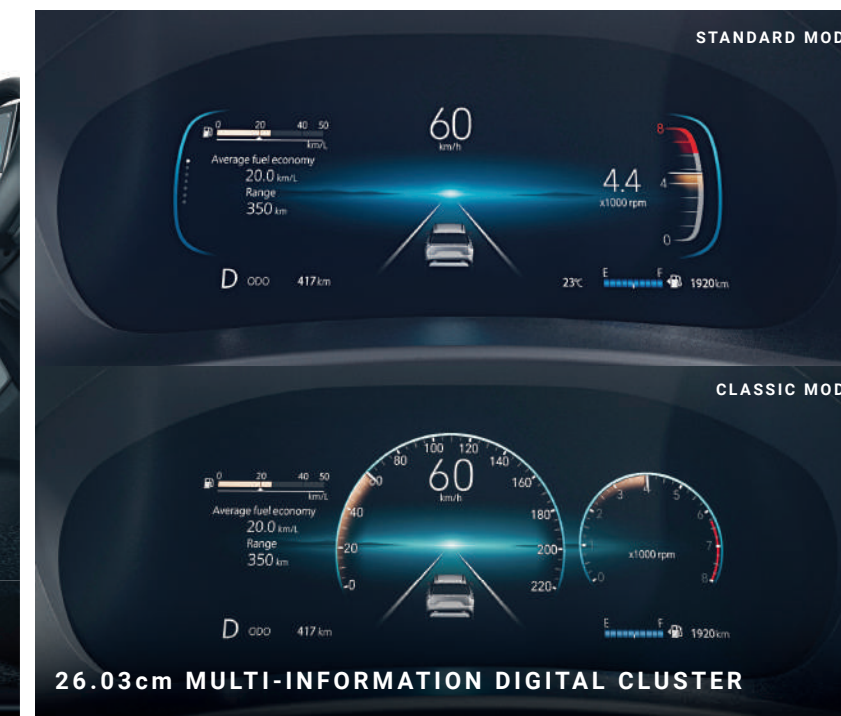 STANDARD MOD
0 20 40 50
km/L
Average fuel economy
20.0 km/L
Range
350 km
60
km/h
4.4
x1000 rpm
8
4
0
D ODO 417 km
23℃
E F
1920 km
CLASSIC MOD
0 20 40 50
km/L
Average fuel economy
20.0 km/L
Range
350 km
0 20 40 60 80 100 120 140 160 180 200 220
60
km/h
0 1 2 3 4 5 6 7 8
x1000 rpm
D ODO 417 km
E F
1920 km
26.03cm MULTI-INFORMATION DIGITAL CLUSTER